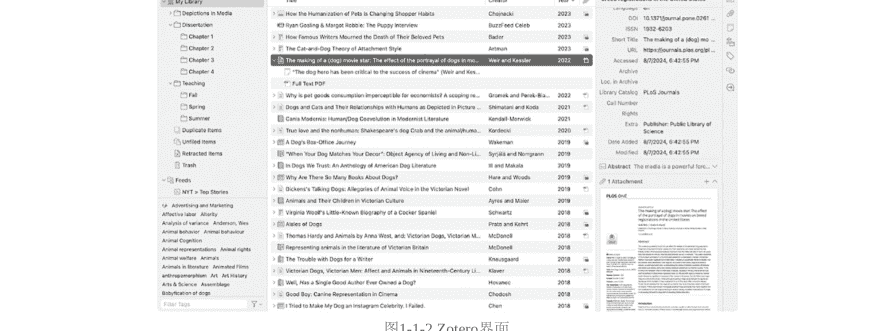 My Library
Depictions in Media
Dissertation
Chapter 1
Chapter 2
Chapter 3
Chapter 4
Teaching
Fall
Spring
Summer
Duplicate Items
Unfiled Items
Retracted Items
Trash
Feeds
NYT > Top Stories
Advertising and Marketing
Affective labor Alterity
Analysis of variance Anderson, Wes
Animal behavior Animal behaviour
Animal Cognition
Animal representations Animal rights
Animal welfare Animals
Animals in literature Animated Films
anthropomorphism Art Art History
Arts & Science Assemblage
Babyfication of dogs
Filter Tags
How the Humanization of Pets Is Changing Shopping Habits Chojnacki 2023
Ryan Gosling & Margot Robbie: The Puppy Interview BuzzFeed Celeb 2023
How Famous Writers Mourned the Death of Their Beloved Pets Bader 2023
The Cat-and-Dog Theory of Attachment Style Artman 2023
The making of a (dog) movie star: The effect of the portrayal of dogs in mo... Weir and Kessler 2022
"The dog hero has been critical to the success of cinema" (Weir and Kes...
Full Text PDF
Why is pet goods consumption imperceptible for economists? A scoping re... 2022
Dogs and Cats and Their Relationships with Humans as Depicted in Picture ... Shimatani and Koda 2021
Canis Modernis: Human/Dog Coevolution in Modernist Literature Kendall-Morwick 2021
True love and the nonhuman: Shakespeare's dog Crab and the animal/huma... Kordecki 2020
A Dog's-Box-Office Journey Wakeman 2019
"When Your Dog Matches Your Decor": Object Agency of Living and Non-Li... Syrjälä and Norrgrann 2019
In Dogs We Trust: An Anthology of American Dog Literature Ill and Makala 2019
Why Are There So Many Books About Dogs? Hare and Woods 2019
Dickens's Talking Dogs: Allegories of Animal Voice in the Victorian Novel Cohn 2019
Animals and Their Children in Victorian Culture Ayres and Maier 2019
Virginia Woolf's Little-Known Biography of a Cocker Spaniel Schwartz 2018
Isles of Dogs Prato and Kehrt 2018
Thomas Hardy and Animals by Anna West, and: Victorian Dogs, Victorian M... McDonell 2018
Representing animals in the literature of Victorian Britain McDonell 2018
The Trouble with Dogs for a Writer Knausgaard 2018
Victorian Dogs, Victorian Men: Affect and Animals in Nineteenth-Century Li... Klaver 2018
Well, Has a Single Good Author Ever Owned a Dog? Hovanec 2018
Good Boy: Canine Representation in Cinema Chodosh 2018
I Tried to Make My Dog an Instagram Celebrity. I Failed. Cherr 2018
DOI 10.1371/journal.pone.0261...
ISSN 1932-6203
Short Title The making of a (dog) mo...
URL https://journals.plos.org/pl...
Accessed 8/7/2024, 6:42:55 PM
Archive
Loc. in Archive
Library Catalog PLoS Journals
Call Number
Rights
Extra Publisher: Public Library of
Science
Date Added 8/7/2024, 6:42:55 PM
Modified 8/7/2024, 6:42:55 PM
Abstract The media is a powerful forc...
1 Attachment
PLOS ONE
图1-1-2 Zotero界面